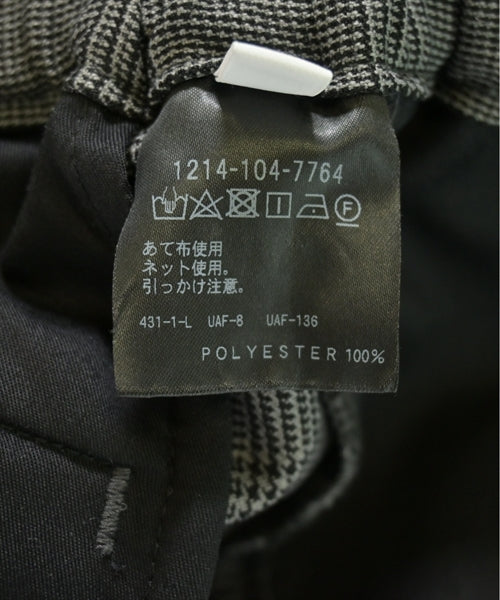 1214-104-7764
F
あて布使用
ネット使用。
引っかけ注意。
431-1-L UAF-8 UAF-136
POLYESTER 100%